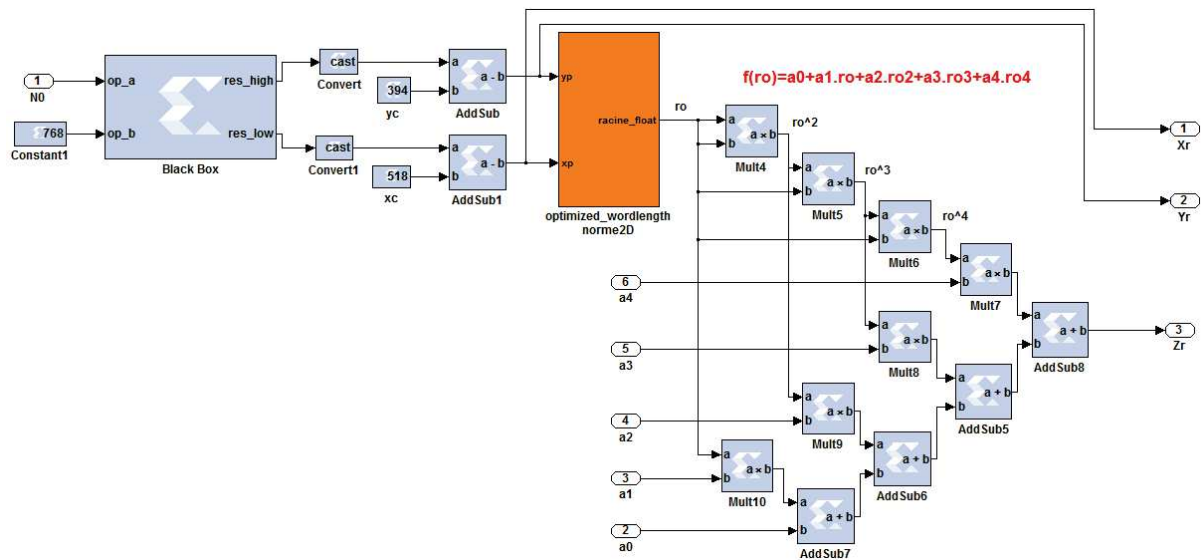 1
N0
768
Constant1
op_a
op_b
res_high
res_low
Black Box
cast
Convert
cast
Convert1
394
yc
518
xc
a
b
a - b
AddSub
a
b
a - b
AddSub1
yp
xp
racine_float
optimized_wordlength
norme2D
f(ro)=a0+a1.ro+a2.ro2+a3.ro3+a4.ro4
ro
a
b
a × b
Mult4
ro^2
a
b
a × b
Mult5
ro^3
a
b
a × b
Mult6
ro^4
a
b
a × b
Mult7
1
Xr
2
Yr
6
a4
5
a3
a
b
a × b
Mult8
a
b
a + b
AddSub8
3
Zr
4
a2
a
b
a × b
Mult9
a
b
a + b
AddSub5
3
a1
a
b
a × b
Mult10
a
b
a + b
AddSub6
2
a0
a
b
a + b
AddSub7